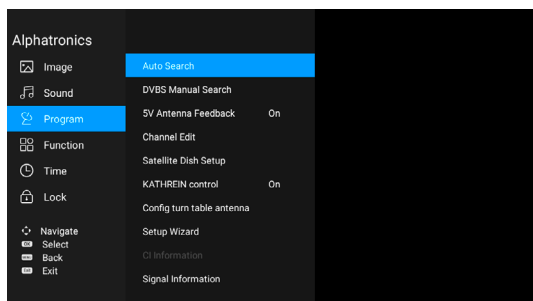 Alphatronics
Image
Sound
Program
Function
Time
Lock
Navigate
OK Select
MENU Back
Exit Exit
Auto Search
DVBS Manual Search
5V Antenna Feedback On
Channel Edit
Satellite Dish Setup
KATHREIN control On
Config turn table antenna
Setup Wizard
CI Information
Signal Information